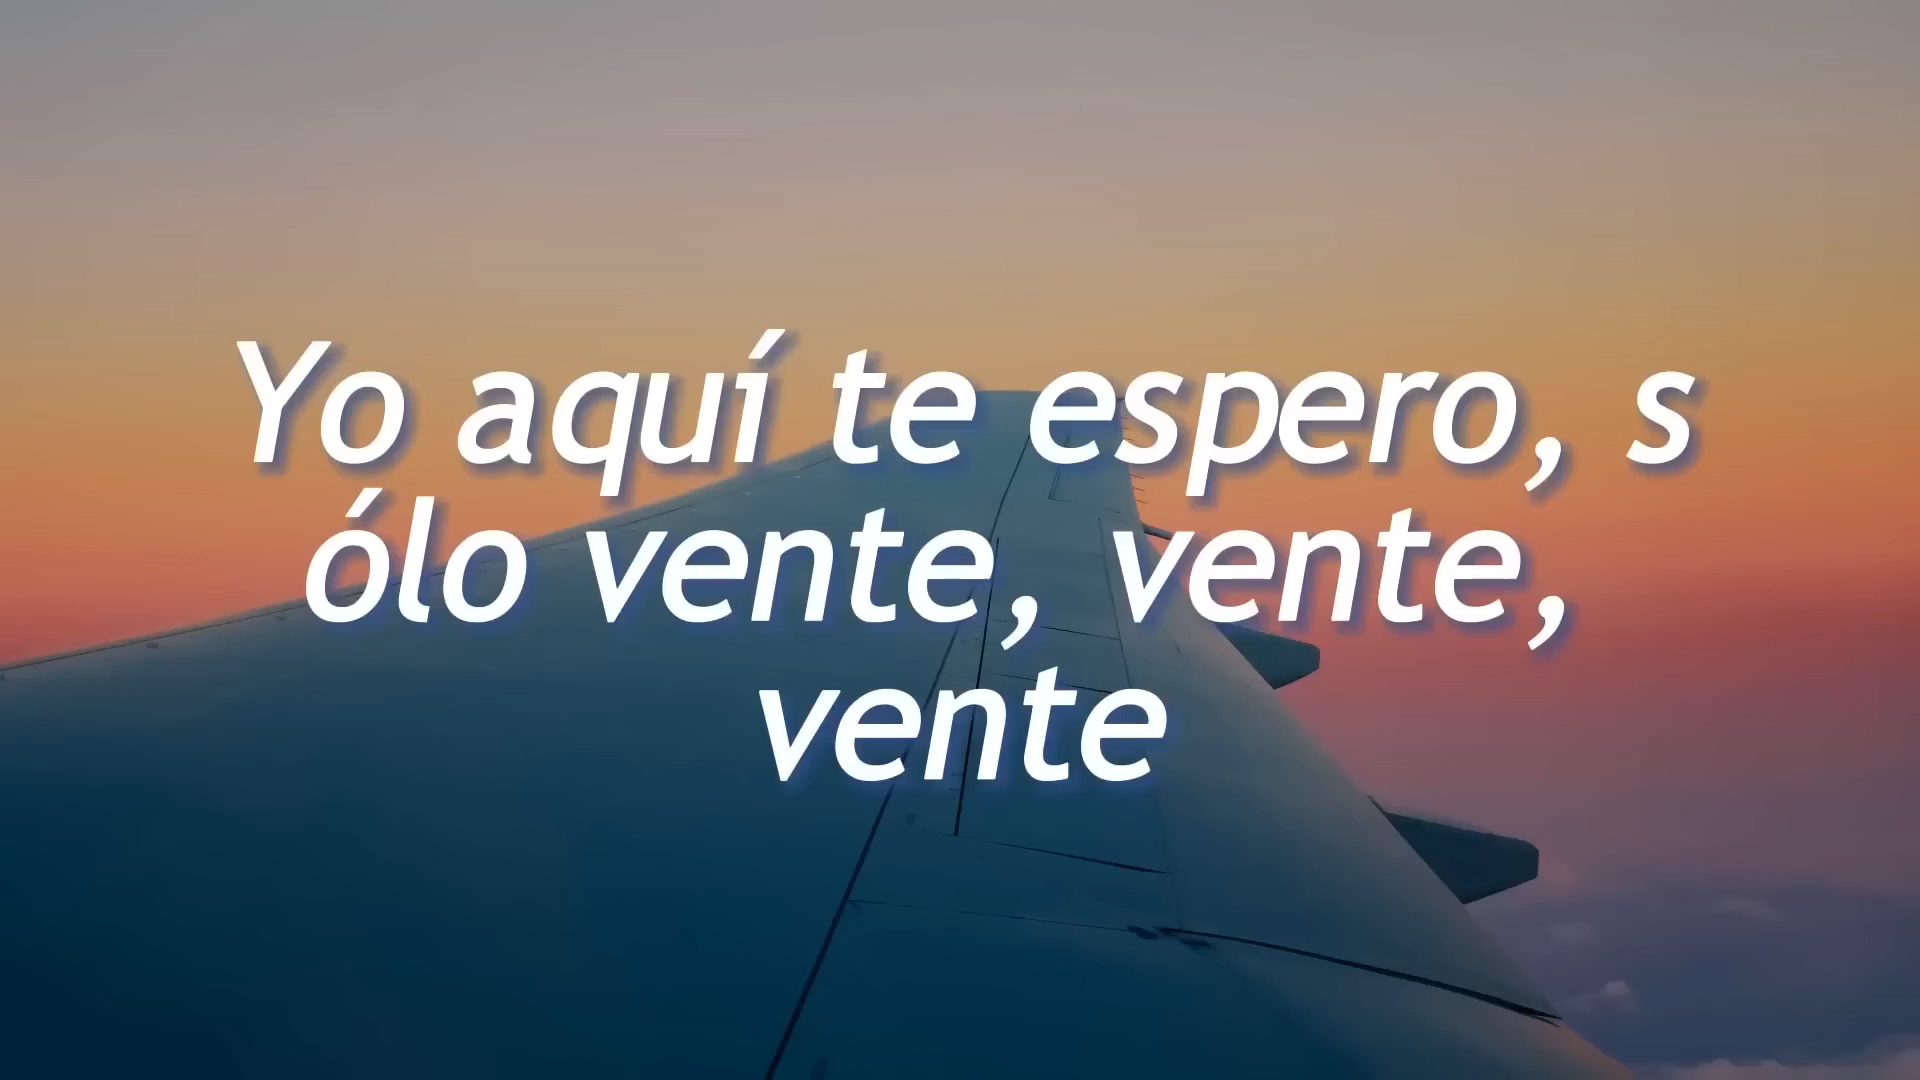 Yo aquí te espero, s
ólo vente, vente,
vente